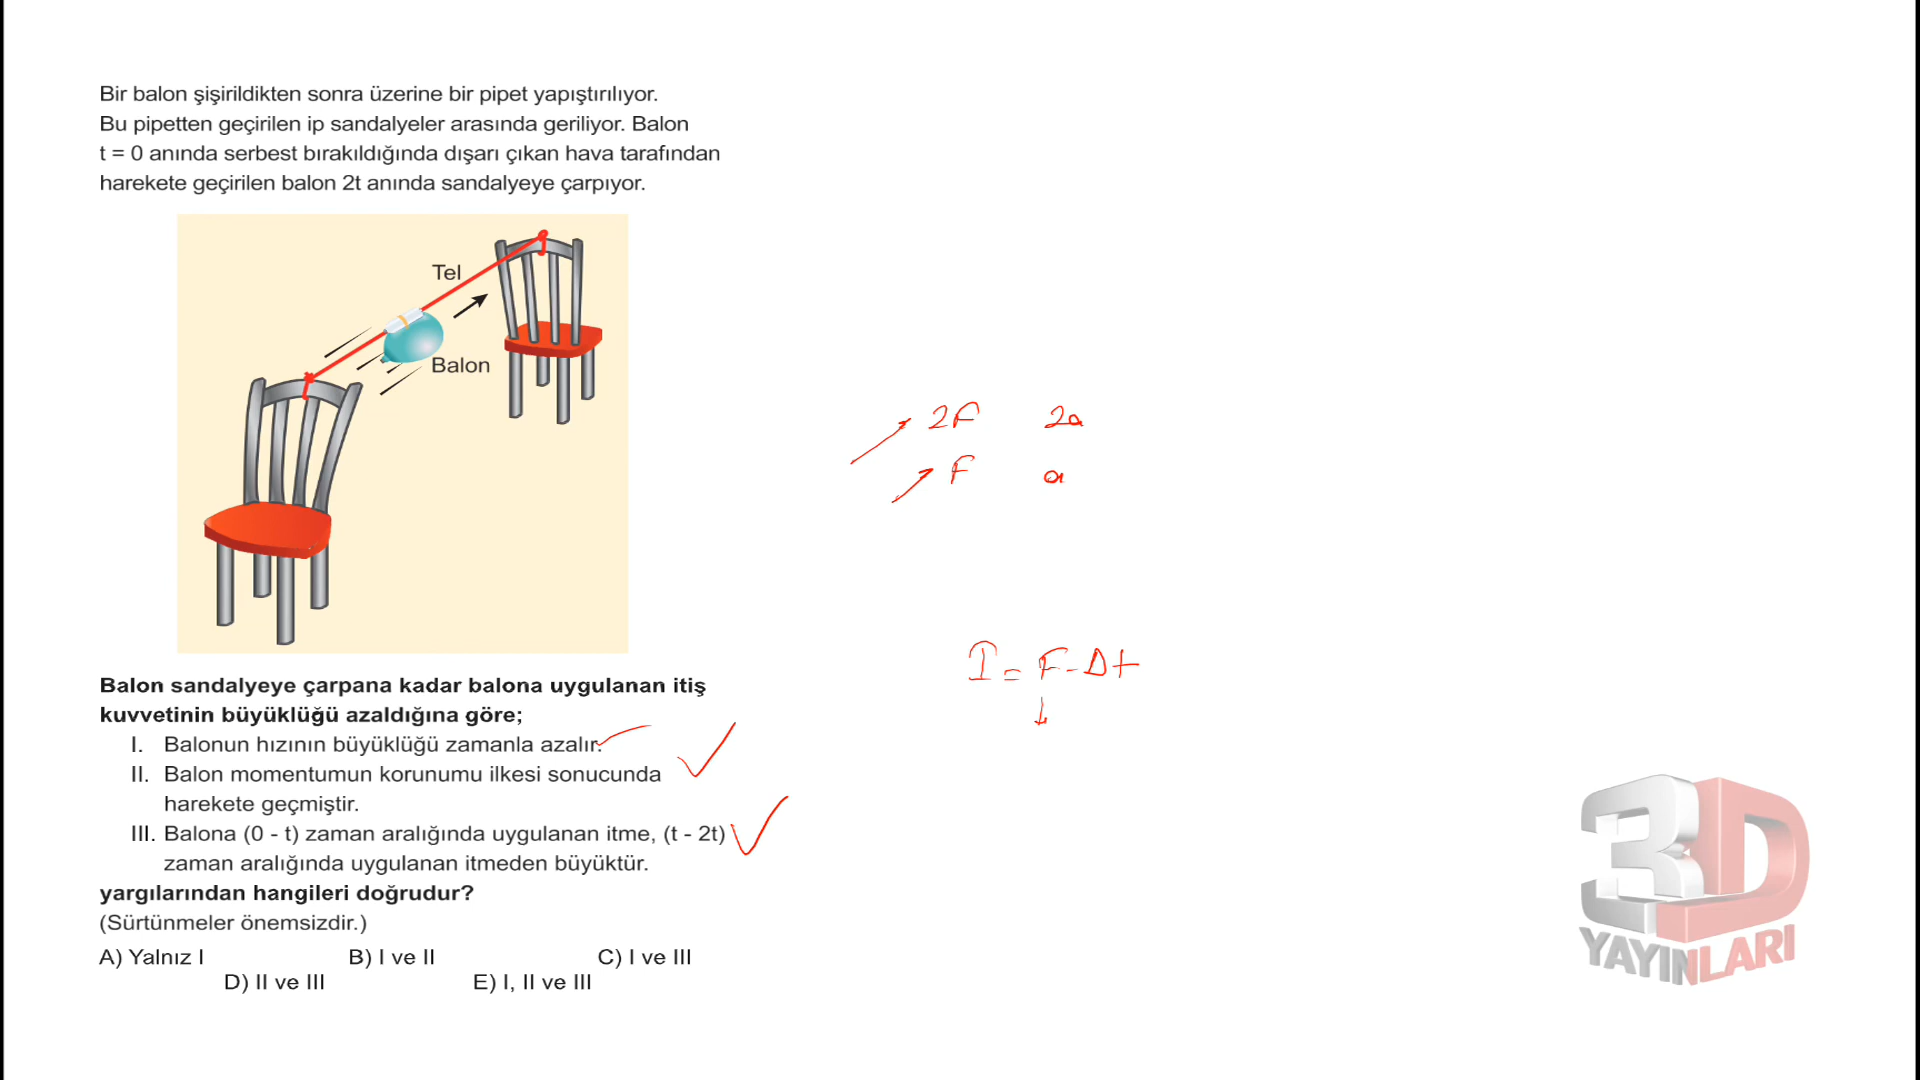 Bir balon şişirildikten sonra üzerine bir pipet yapıştırılıyor.
Bu pipetten geçirilen ip sandalyeler arasında geriliyor. Balon
t = 0 anında serbest bırakıldığında dışarı çıkan hava tarafından
harekete geçirilen balon 2t anında sandalyeye çarpıyor.
Tel
Balon
2F 2a
F a
I = F - Δt
Balon sandalyeye çarpana kadar balona uygulanan itiş
kuvvetinin büyüklüğü azaldığına göre;
I. Balonun hızının büyüklüğü zamanla azalır.
II. Balon momentumun korunumu ilkesi sonucunda
harekete geçmiştir.
III. Balona (0 - t) zaman aralığında uygulanan itme, (t - 2t)
zaman aralığında uygulanan itmeden büyüktür.
yargılarından hangileri doğrudur?
(Sürtünmeler önemsizdir.)
A) Yalnız I B) I ve II C) I ve III
D) II ve III E) I, II ve III
3D
YAYINLARI